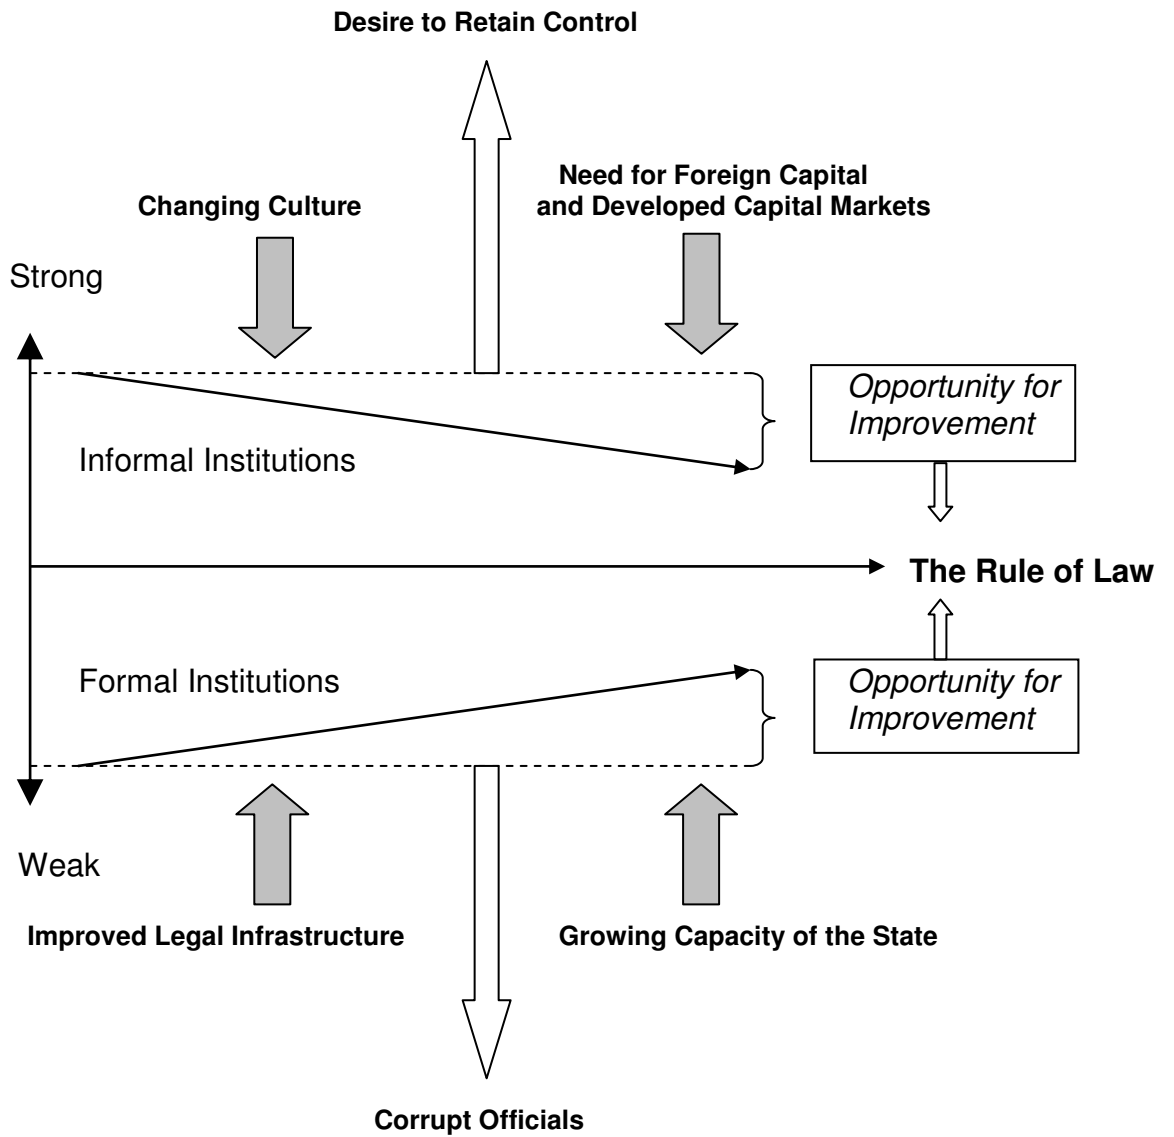 Desire to Retain Control
Need for Foreign Capital
and Developed Capital Markets
Changing Culture
Strong
Opportunity for
Improvement
Informal Institutions
The Rule of Law
Formal Institutions
Opportunity for
Improvement
Weak
Improved Legal Infrastructure
Growing Capacity of the State
Corrupt Officials